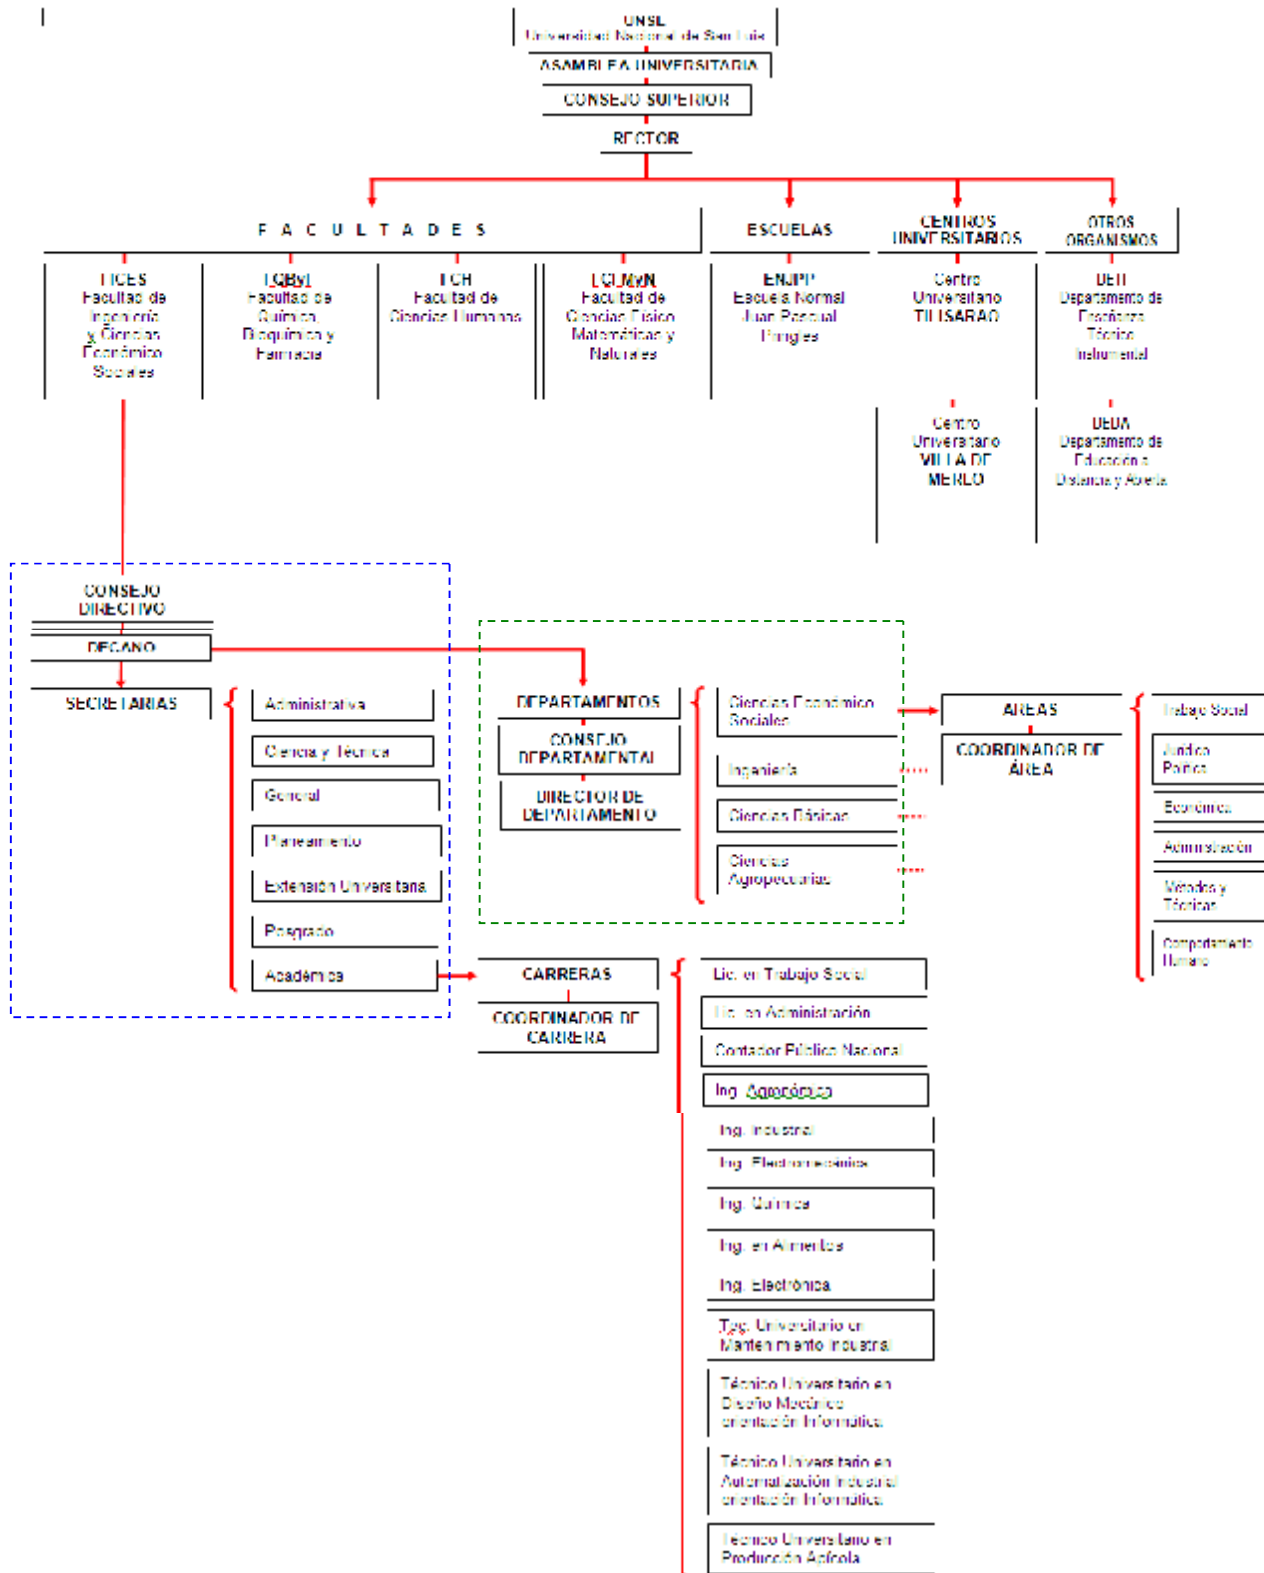 UNSL
Universidad Nacional de San Luis
ASAMBLEA UNIVERSITARIA
CONSEJO SUPERIOR
RECTOR
F A C U L T A D E S
ESCUELAS
CENTROS
UNIVERSITARIOS
OTROS
ORGANISMOS
FICES
Facultad de
Ingeniería
y Ciencias
Económico
Sociales
FQByF
Facultad de
Química,
Bioquímica y
Farmacia
FCH
Facultad de
Ciencias Humanas
FCFMyN
Facultad de
Ciencias Físico
Matemáticas y
Naturales
ENJPP
Escuela Normal
Juan Pascual
Pringles
Centro
Universitario
TILISARAO
DETI
Departamento de
Enseñanza
Técnico
Instrumental
Centro
Universitario
VILLA DE
MERLO
DEDA
Departamento de
Educación a
Distancia y Abierta
CONSEJO
DIRECTIVO
DECANO
SECRETARIAS
Administrativa
Ciencia y Técnica
General
Planeamiento
Extensión Universitaria
Posgrado
Académica
DEPARTAMENTOS
CONSEJO
DEPARTAMENTAL
DIRECTOR DE
DEPARTAMENTO
Ciencias Económico
Sociales
Ingeniería
Ciencias Básicas
Ciencias
Agropecuarias
AREAS
COORDINADOR DE
ÁREA
Trabajo Social
Jurídico
Política
Económica
Administración
Métodos y
Técnicas
Comportamiento
Humano
CARRERAS
COORDINADOR DE
CARRERA
Lic. en Trabajo Social
Lic. en Administración
Contador Público Nacional
Ing. Agronómica
Ing. Industrial
Ing. Electromecánica
Ing. Química
Ing. en Alimentos
Ing. Electrónica
Tec. Universitario en
Mantenimiento Industrial
Técnico Universitario en
Diseño Mecánico
orientación Informática
Técnico Universitario en
Automatización Industrial
orientación Informática
Técnico Universitario en
Producción Apícola